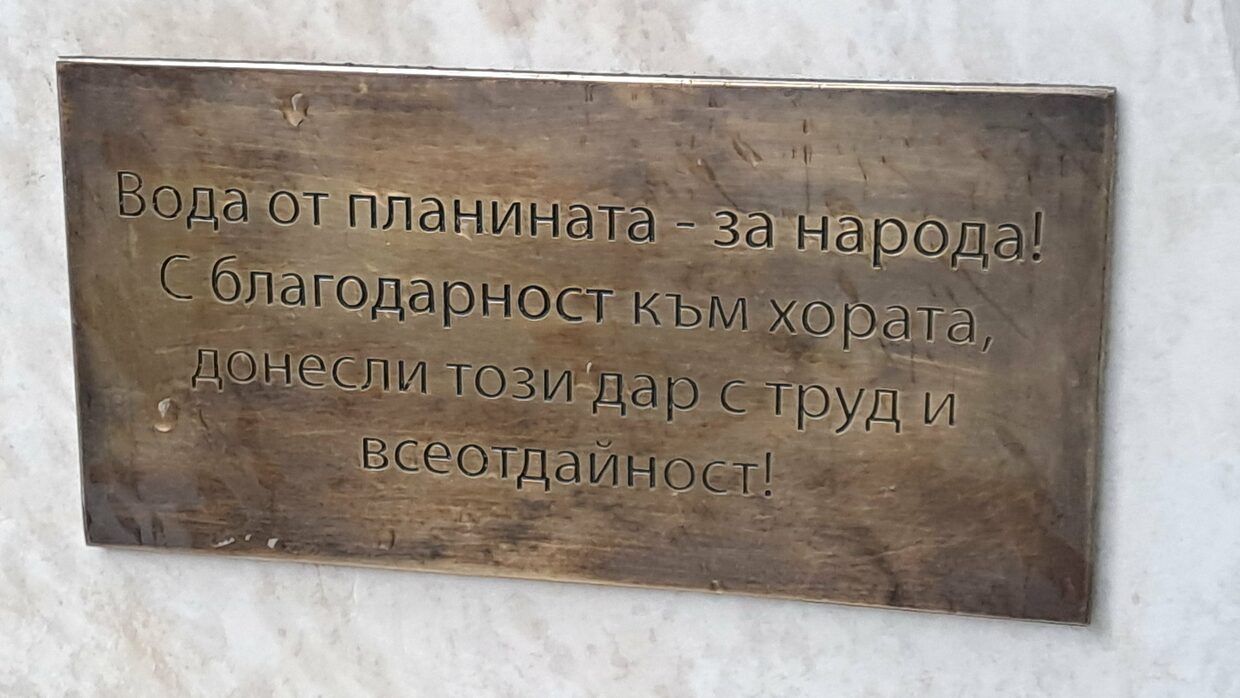 Вода от планината - за народа!
С благодарност към хората,
донесли този дар с труд и
всеотдайност!